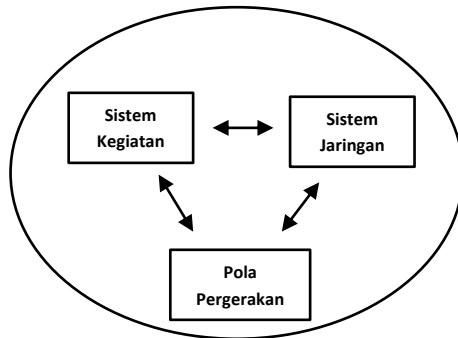 Sistem
Kegiatan
Sistem
Jaringan
Pola
Pergerakan